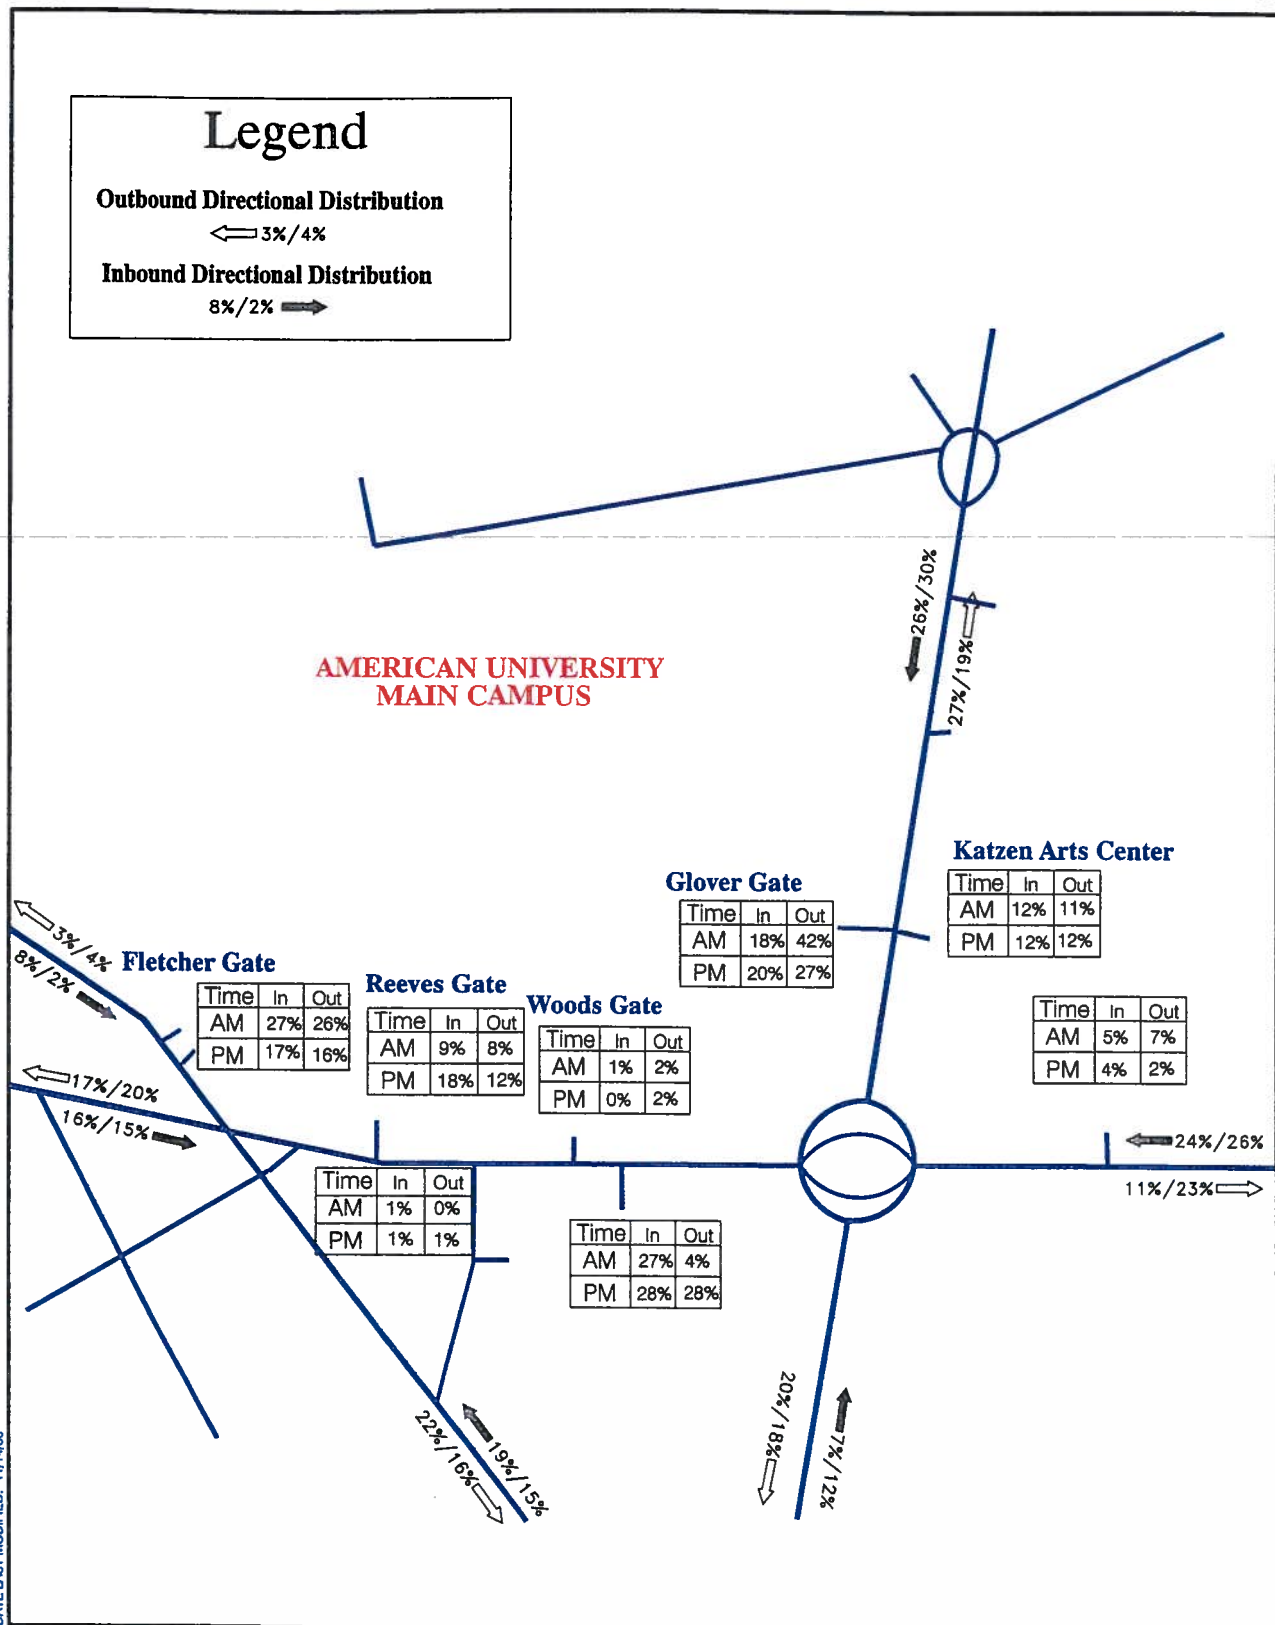 Legend
Outbound Directional Distribution
3%/4%
Inbound Directional Distribution
8%/2%
26%/30%
27%/19%
AMERICAN UNIVERSITY
MAIN CAMPUS
Katzen Arts Center
Time In Out
AM 12% 11%
PM 12% 12%
Glover Gate
Time In Out
AM 18% 42%
PM 20% 27%
3%/4%
8%/2%
Fletcher Gate
Time In Out
AM 27% 26%
PM 17% 16%
Reeves Gate
Time In Out
AM 9% 8%
PM 18% 12%
Woods Gate
Time In Out
AM 1% 2%
PM 0% 2%
Time In Out
AM 5% 7%
PM 4% 2%
17%/20%
16%/15%
24%/26%
11%/23%
Time In Out
AM 1% 0%
PM 1% 1%
Time In Out
AM 27% 4%
PM 28% 28%
22%/16%
19%/15%
20%/18%
7%/12%